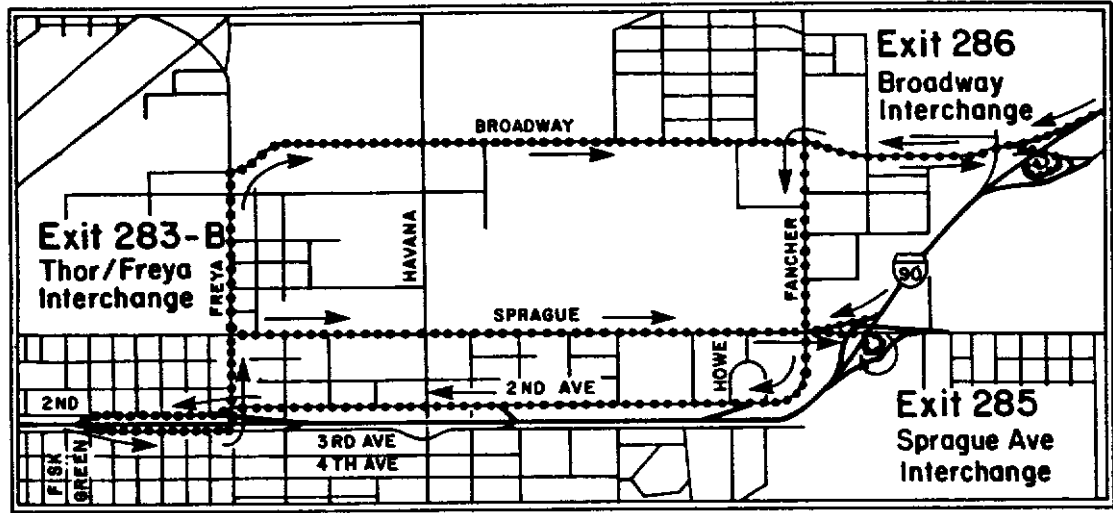 Exit 286
Broadway
Interchange
BROADWAY
Exit 283-B
Thor/Freya
Interchange
FREYA
HAVANA
FANCHER
90
SPRAGUE
HOWE
2ND AVE
2ND
Exit 285
Sprague Ave
Interchange
3RD AVE
4TH AVE
FISK
GREEN